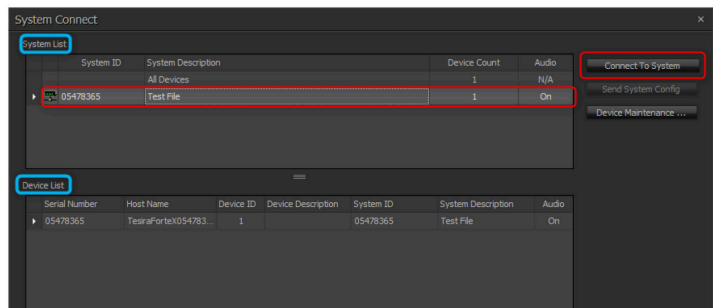 System Connect
System List
System ID System Description Device Count Audio
All Devices 1 N/A
05478365 Test File 1 On
Connect To System
Send System Config
Device Maintenance ...
Device List
Serial Number Host Name Device ID Device Description System ID System Description Audio
05478365 TesiraForteX054783... 1 05478365 Test File On